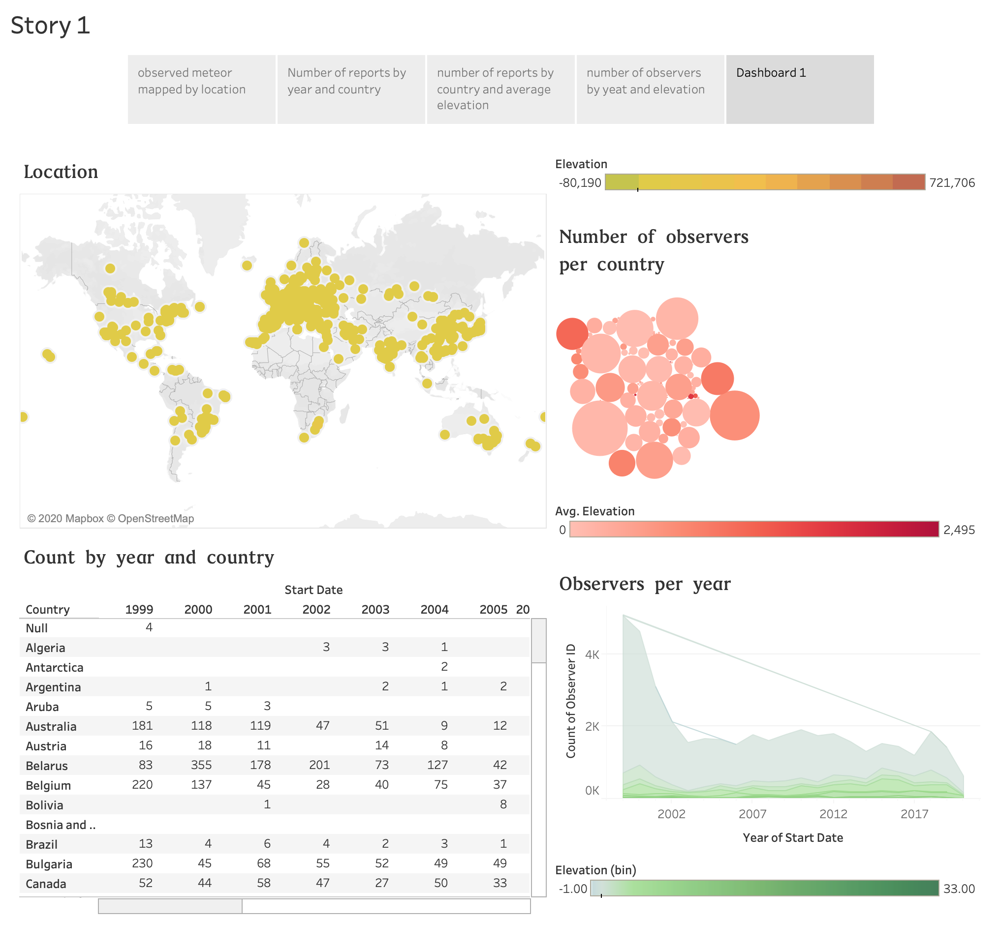 Story 1
observed meteor
mapped by location
Number of reports by
year and country
number of reports by
country and average
elevation
number of observers
by yeat and elevation
Dashboard 1
Location
© 2020 Mapbox © OpenStreetMap
Elevation
-80,190 721,706
Number of observers
per country
Avg. Elevation
0 2,495
Count by year and country
Start Date
Country 1999 2000 2001 2002 2003 2004 2005 20
Null 4
Algeria 3 3 1
Antarctica 2
Argentina 1 2 1 2
Aruba 5 5 3
Australia 181 118 119 47 51 9 12
Austria 16 18 11 14 8
Belarus 83 355 178 201 73 127 42
Belgium 220 137 45 28 40 75 37
Bolivia 1 8
Bosnia and ..
Brazil 13 4 6 4 2 3 1
Bulgaria 230 45 68 55 52 49 49
Canada 52 44 58 47 27 50 33
Observers per year
Count of Observer ID
4K
2K
0K
2002 2007 2012 2017
Year of Start Date
Elevation (bin)
-1.00 33.00